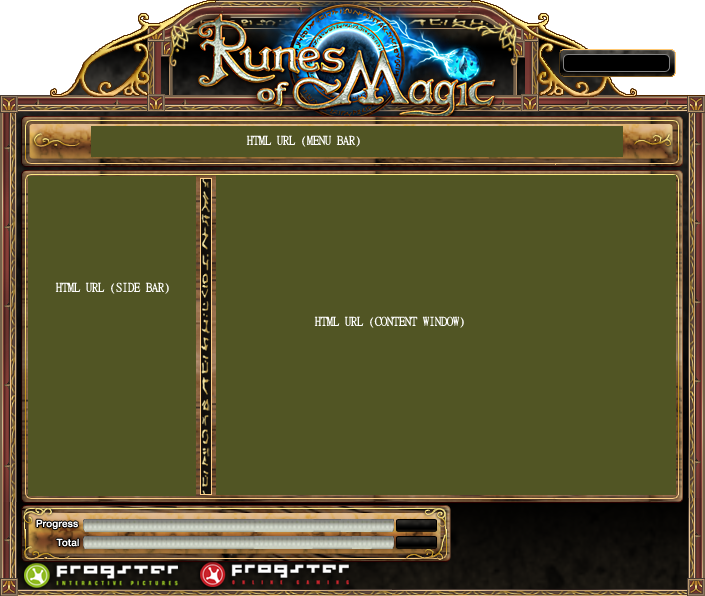 Runes
of Magic
HTML URL (MENU BAR)
HTML URL (SIDE BAR)
HTML URL (CONTENT WINDOW)
Progress
Total
FROGSTER
INTERACTIVE PICTURES
FROGSTER
ONLINE GAMING